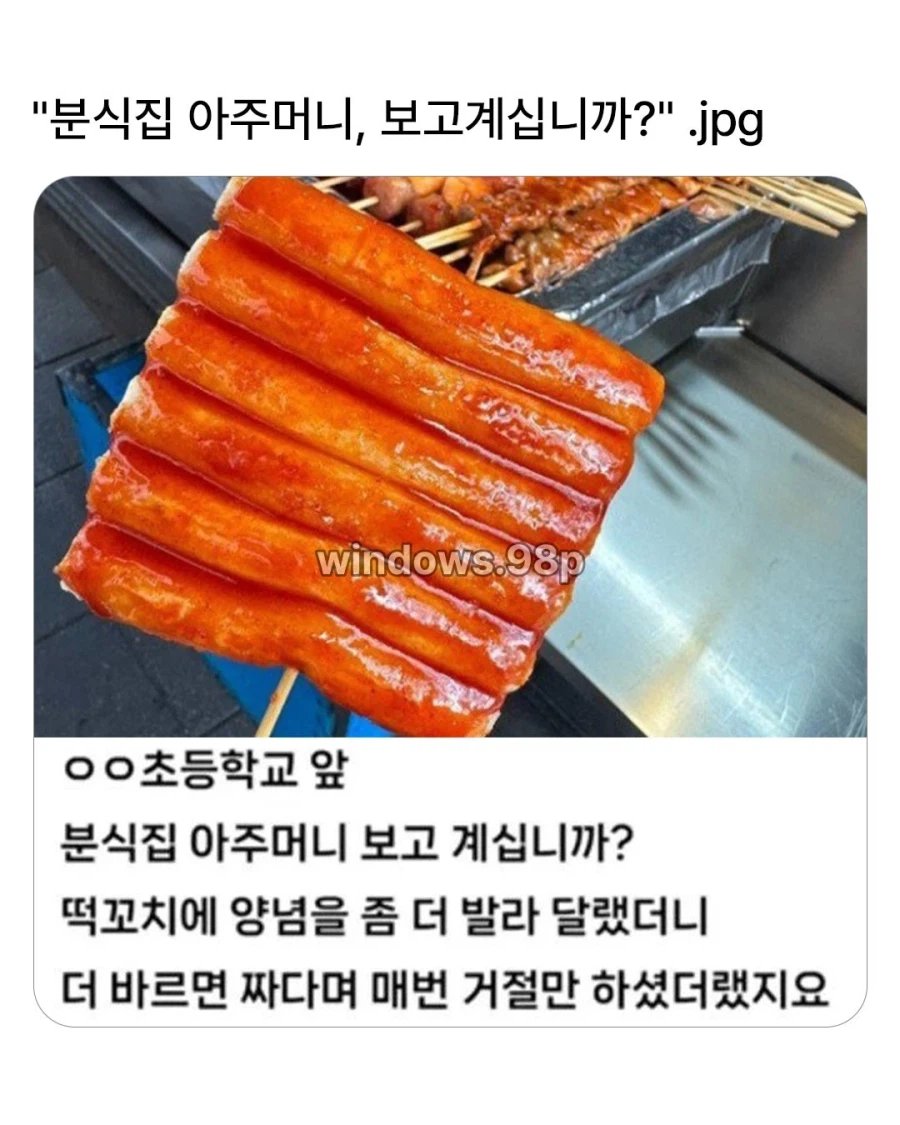 "분식집 아주머니, 보고계십니까?" .jpg
windows.98p
ㅇㅇ초등학교 앞
분식집 아주머니 보고 계십니까?
떡꼬치에 양념을 좀 더 발라 달랬더니
더 바르면 짜다며 매번 거절만 하셨더랬지요